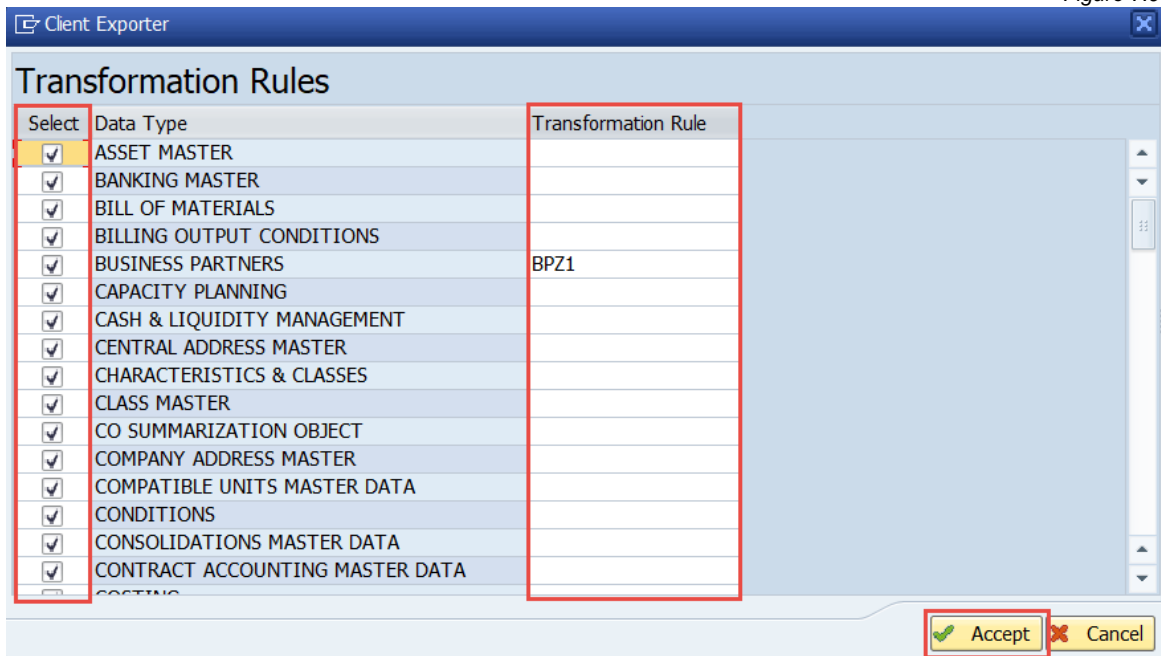 Client Exporter
Transformation Rules
Select Data Type Transformation Rule
ASSET MASTER
BANKING MASTER
BILL OF MATERIALS
BILLING OUTPUT CONDITIONS
BUSINESS PARTNERS BPZ1
CAPACITY PLANNING
CASH & LIQUIDITY MANAGEMENT
CENTRAL ADDRESS MASTER
CHARACTERISTICS & CLASSES
CLASS MASTER
CO SUMMARIZATION OBJECT
COMPANY ADDRESS MASTER
COMPATIBLE UNITS MASTER DATA
CONDITIONS
CONSOLIDATIONS MASTER DATA
CONTRACT ACCOUNTING MASTER DATA
Accept Cancel